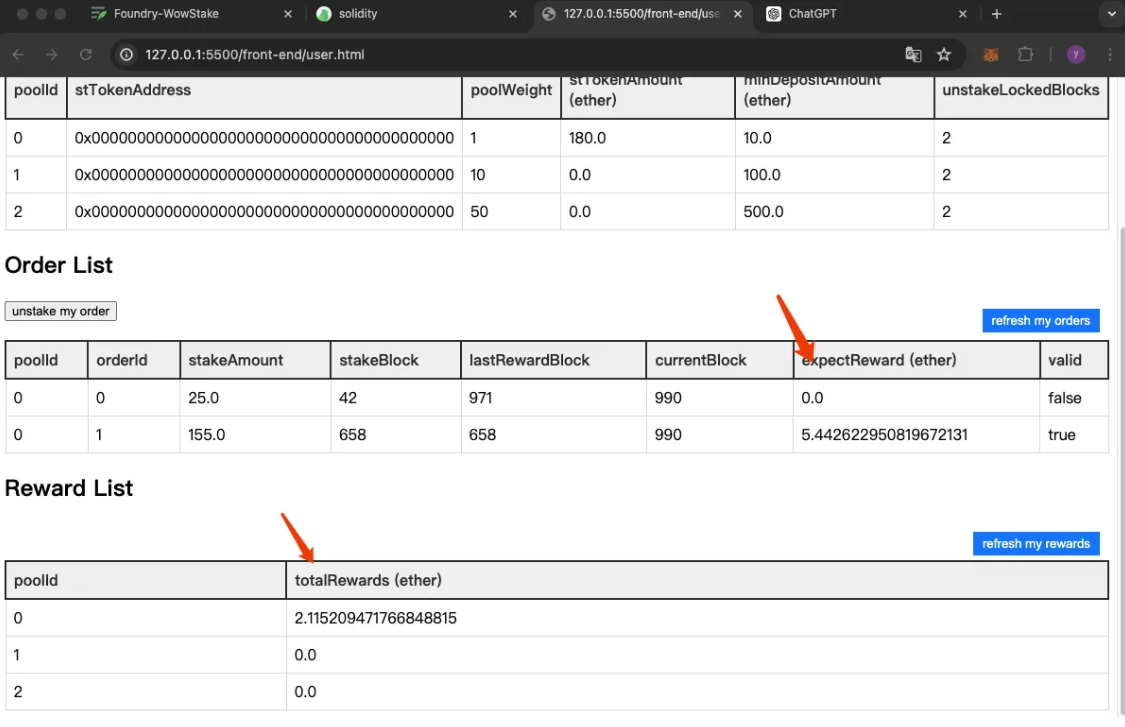 Foundry-WowStake
solidity
127.0.0.1:5500/front-end/use
ChatGPT
127.0.0.1:5500/front-end/user.html
y
poolId stTokenAddress poolWeight stTokenAmount (ether) minDepositAmount (ether) unstakeLockedBlocks
0 0x0000000000000000000000000000000000000000 1 180.0 10.0 2
1 0x0000000000000000000000000000000000000000 10 0.0 100.0 2
2 0x0000000000000000000000000000000000000000 50 0.0 500.0 2
Order List
unstake my order
refresh my orders
poolId orderId stakeAmount stakeBlock lastRewardBlock currentBlock expectReward (ether) valid
0 0 25.0 42 971 990 0.0 false
0 1 155.0 658 658 990 5.442622950819672131 true
Reward List
refresh my rewards
poolId totalRewards (ether)
0 2.115209471766848815
1 0.0
2 0.0